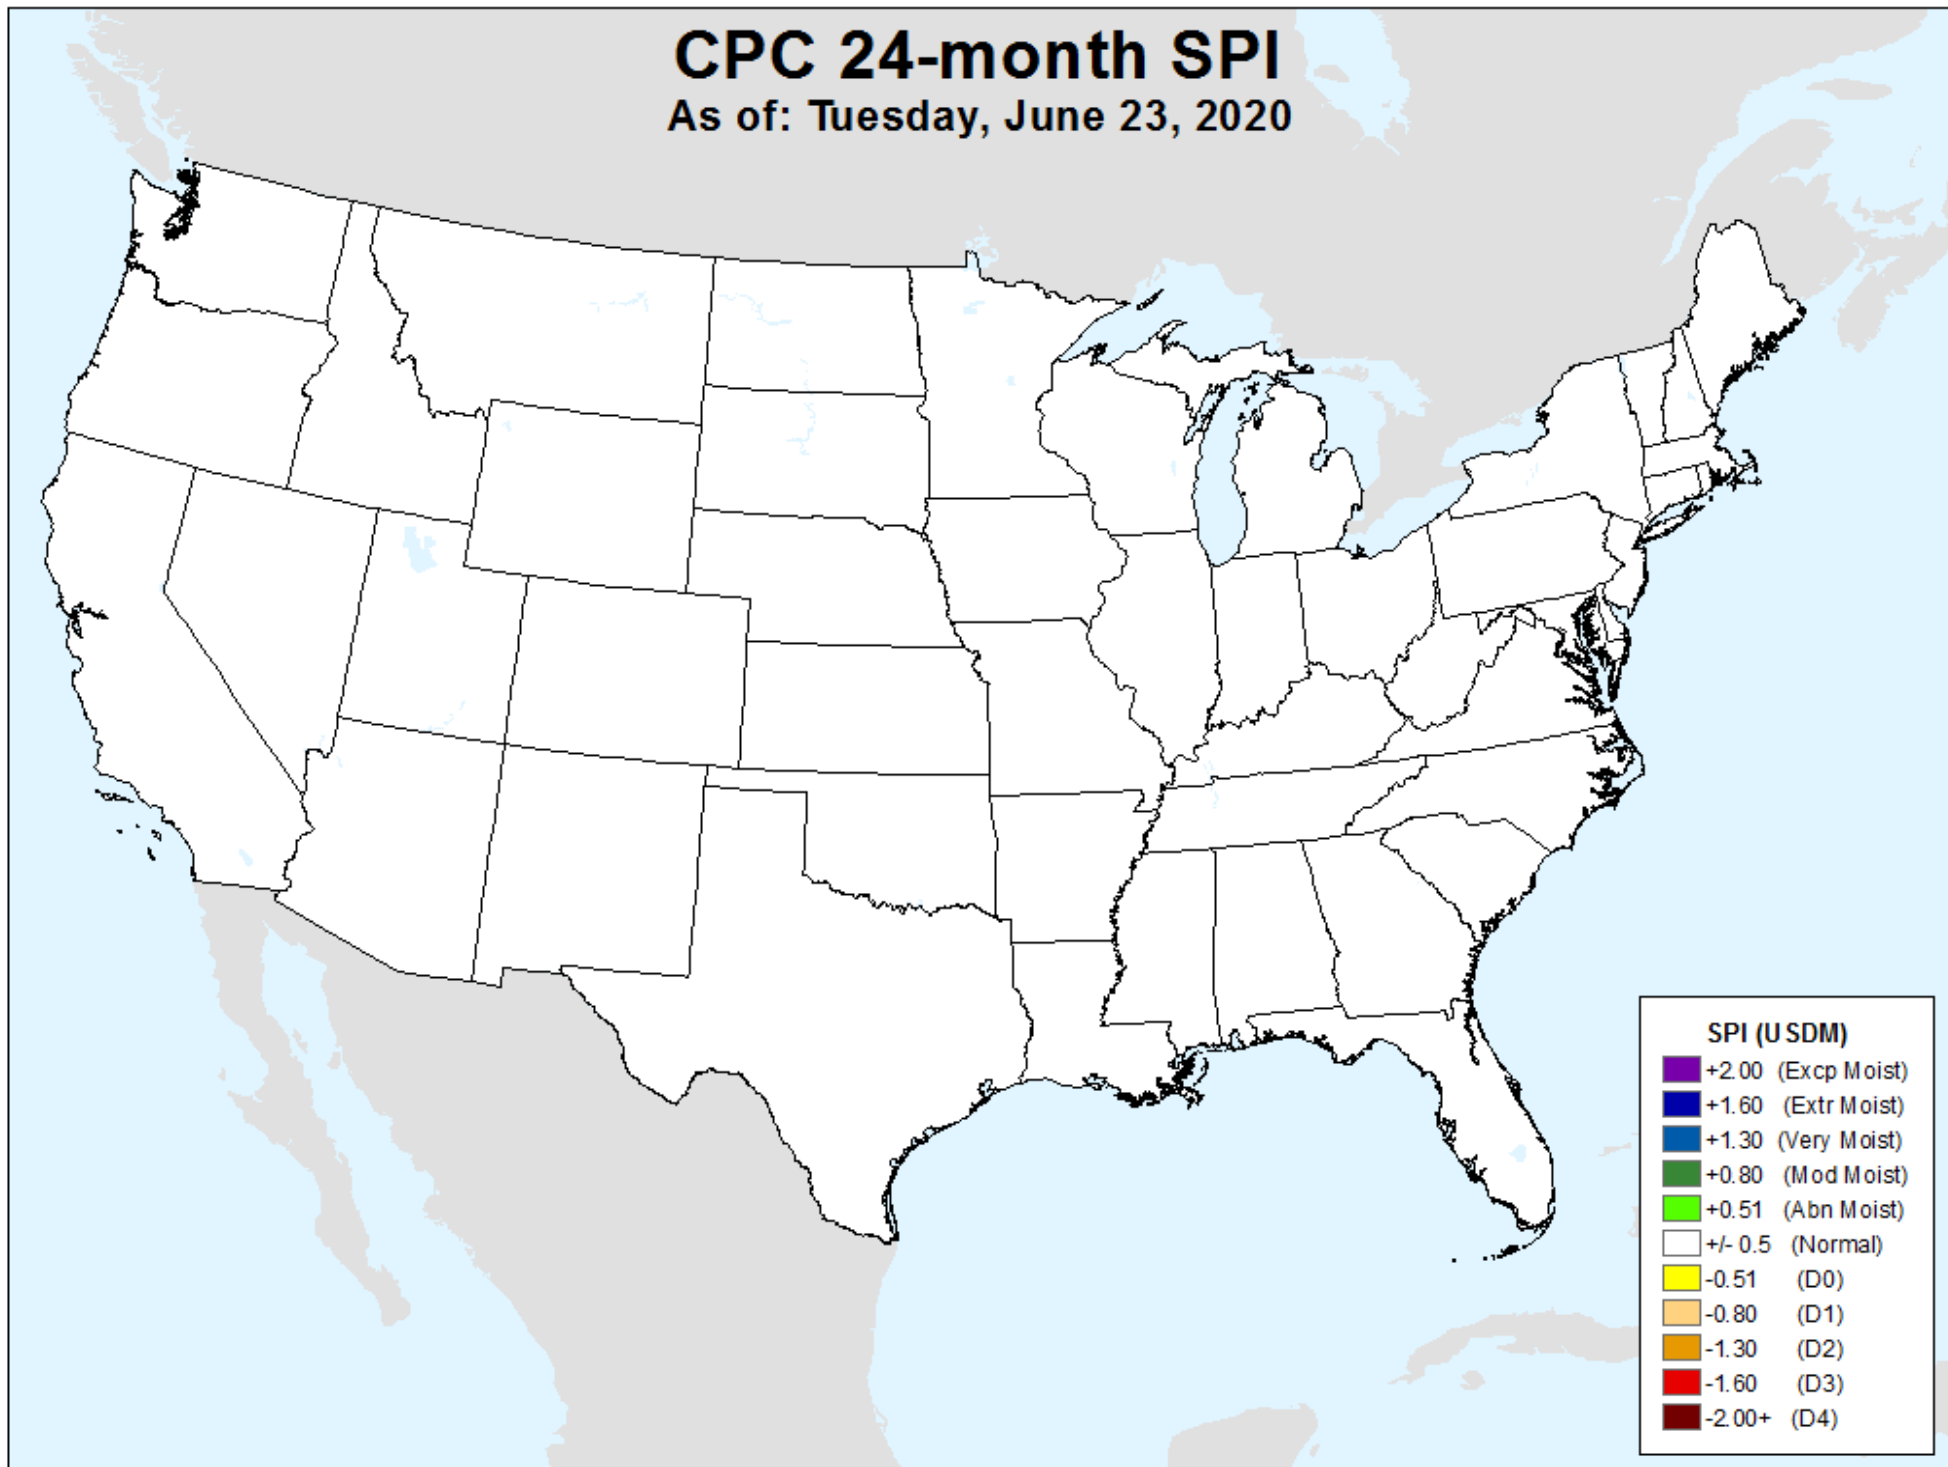 CPC 24-month SPI
As of: Tuesday, June 23, 2020
SPI (USDM)
+2.00 (Excp Moist)
+1.60 (Extr Moist)
+1.30 (Very Moist)
+0.80 (Mod Moist)
+0.51 (Abn Moist)
+/- 0.5 (Normal)
-0.51 (D0)
-0.80 (D1)
-1.30 (D2)
-1.60 (D3)
-2.00+ (D4)